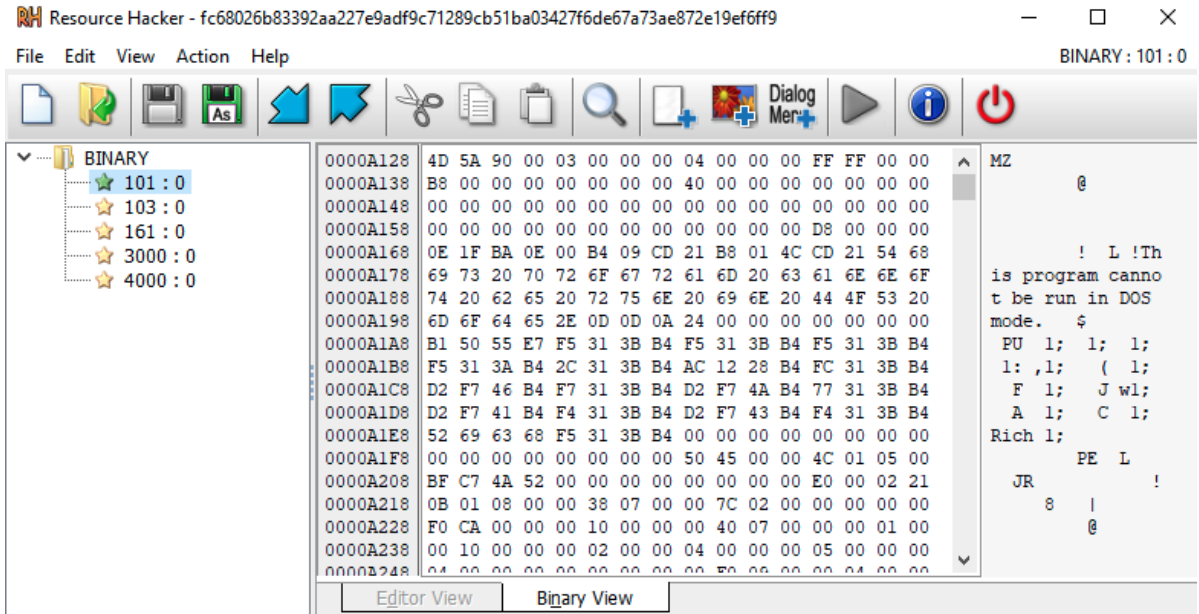 Resource Hacker - fc68026b83392aa227e9adf9c71289cb51ba03427f6de67a73ae872e19ef6ff9
File Edit View Action Help BINARY : 101 : 0
As Dialog
BINARY
101 : 0
103 : 0
161 : 0
3000 : 0
4000 : 0
0000A128 4D 5A 90 00 03 00 00 00 04 00 00 00 FF FF 00 00 MZ
0000A138 B8 00 00 00 00 00 00 00 40 00 00 00 00 00 00 00 @
0000A148 00 00 00 00 00 00 00 00 00 00 00 00 00 00 00 00
0000A158 00 00 00 00 00 00 00 00 00 00 00 00 D8 00 00 00
0000A168 0E 1F BA 0E 00 B4 09 CD 21 B8 01 4C CD 21 54 68 ! L !Th
0000A178 69 73 20 70 72 6F 67 72 61 6D 20 63 61 6E 6E 6F is program canno
0000A188 74 20 62 65 20 72 75 6E 20 69 6E 20 44 4F 53 20 t be run in DOS
0000A198 6D 6F 64 65 2E 0D 0D 0A 24 00 00 00 00 00 00 00 mode. $
0000A1A8 B1 50 55 E7 F5 31 3B B4 F5 31 3B B4 F5 31 3B B4 PU 1; 1; 1;
0000A1B8 F5 31 3A B4 2C 31 3B B4 AC 12 28 B4 FC 31 3B B4 1: ,1; ( 1;
0000A1C8 D2 F7 46 B4 F7 31 3B B4 D2 F7 4A B4 77 31 3B B4 F 1; J w1;
0000A1D8 D2 F7 41 B4 F4 31 3B B4 D2 F7 43 B4 F4 31 3B B4 A 1; C 1;
0000A1E8 52 69 63 68 F5 31 3B B4 00 00 00 00 00 00 00 00 Rich 1;
0000A1F8 00 00 00 00 00 00 00 00 50 45 00 00 4C 01 05 00 PE L
0000A208 BF C7 4A 52 00 00 00 00 00 00 00 00 E0 00 02 21 JR !
0000A218 0B 01 08 00 00 38 07 00 00 7C 02 00 00 00 00 00 8 |
0000A228 F0 CA 00 00 00 10 00 00 00 40 07 00 00 00 01 00 @
0000A238 00 10 00 00 00 02 00 00 04 00 00 00 05 00 00 00
0000A248 04 00 00 00 00 00 00 00 00 F0 09 00 00 04 00 00
Editor View Binary View